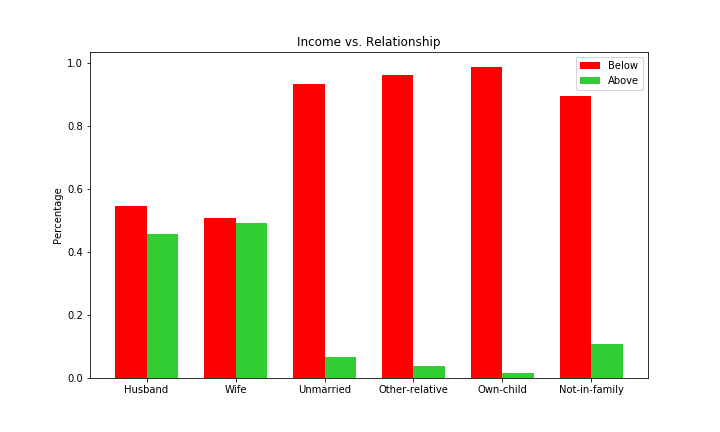 Income vs. Relationship
Below
Above
Percentage
1.0
0.8
0.6
0.4
0.2
0.0
Husband
Wife
Unmarried
Other-relative
Own-child
Not-in-family